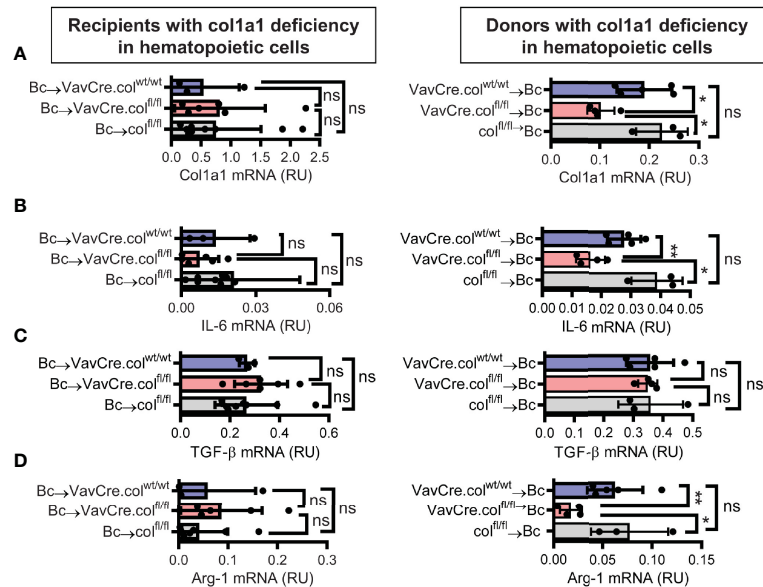 Recipients with col1a1 deficiency
in hematopoietic cells
Donors with col1a1 deficiency
in hematopoietic cells
A
Bc→VavCre.col^wt/wt
Bc→VavCre.col^fl/fl
Bc→col^fl/fl
ns
ns
ns
0.0 0.5 1.0 1.5 2.0 2.5
Col1a1 mRNA (RU)
VavCre.col^wt/wt→Bc
VavCre.col^fl/fl→Bc
col^fl/fl→Bc
*
*
ns
0.0 0.1 0.2 0.3
Col1a1 mRNA (RU)
B
Bc→VavCre.col^wt/wt
Bc→VavCre.col^fl/fl
Bc→col^fl/fl
ns
ns
ns
0.00 0.03 0.06
IL-6 mRNA (RU)
VavCre.col^wt/wt→Bc
VavCre.col^fl/fl→Bc
col^fl/fl→Bc
**
*
ns
0.00 0.01 0.02 0.03 0.04 0.05
IL-6 mRNA (RU)
C
Bc→VavCre.col^wt/wt
Bc→VavCre.col^fl/fl
Bc→col^fl/fl
ns
ns
ns
0.0 0.2 0.4 0.6
TGF-β mRNA (RU)
VavCre.col^wt/wt→Bc
VavCre.col^fl/fl→Bc
col^fl/fl→Bc
ns
ns
ns
0.0 0.1 0.2 0.3 0.4 0.5
TGF-β mRNA (RU)
D
Bc→VavCre.col^wt/wt
Bc→VavCre.col^fl/fl
Bc→col^fl/fl
ns
ns
ns
0.0 0.1 0.2 0.3
Arg-1 mRNA (RU)
VavCre.col^wt/wt→Bc
VavCre.col^fl/fl→Bc
col^fl/fl→Bc
**
*
ns
0.00 0.05 0.10 0.15
Arg-1 mRNA (RU)